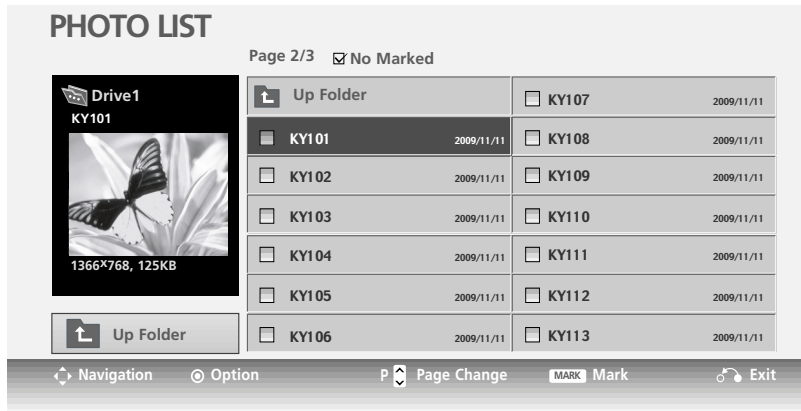 PHOTO LIST
Page 2/3 No Marked
Drive1
KY101
1366x768, 125KB
Up Folder
Up Folder
KY101 2009/11/11
KY102 2009/11/11
KY103 2009/11/11
KY104 2009/11/11
KY105 2009/11/11
KY106 2009/11/11
KY107 2009/11/11
KY108 2009/11/11
KY109 2009/11/11
KY110 2009/11/11
KY111 2009/11/11
KY112 2009/11/11
KY113 2009/11/11
Navigation Option P Page Change MARK Mark Exit